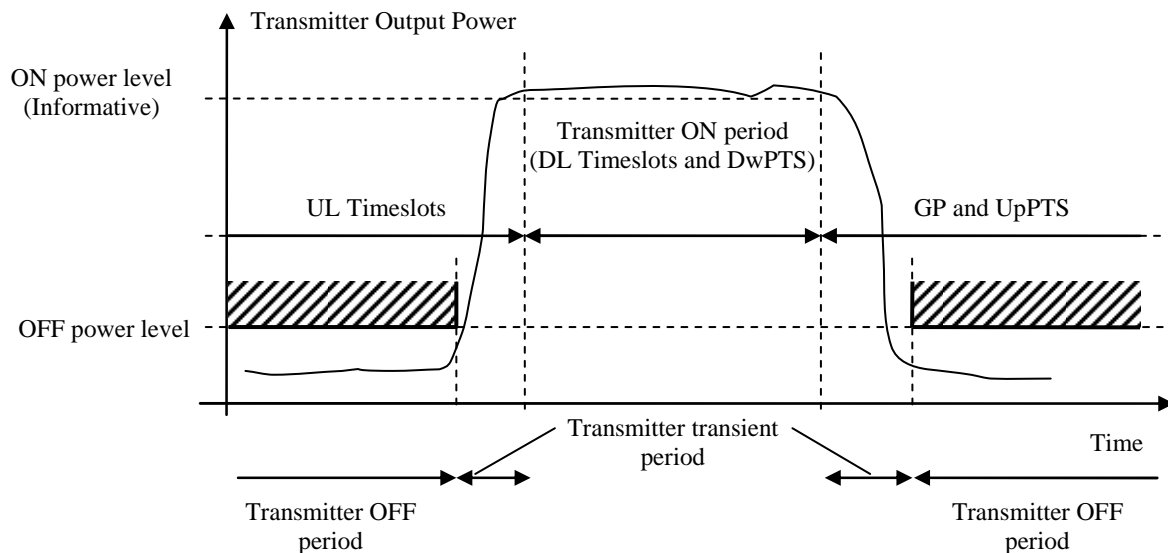 Transmitter Output Power
ON power level
(Informative)
Transmitter ON period
(DL Timeslots and DwPTS)
UL Timeslots
GP and UpPTS
OFF power level
Transmitter transient
period
Time
Transmitter OFF
period
Transmitter OFF
period